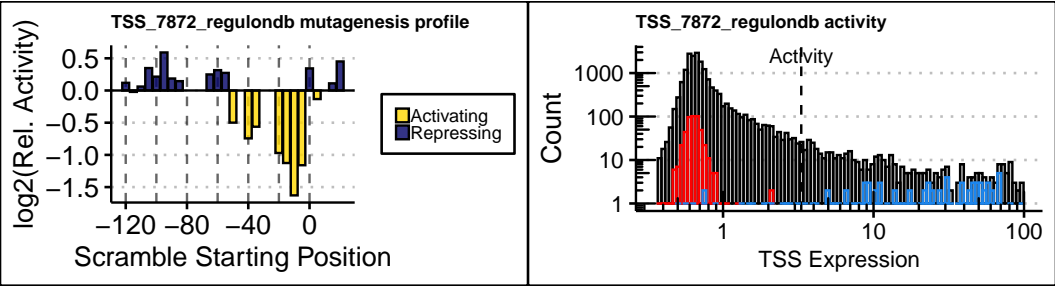 TSS_7872_regulondb mutagenesis profile
log2(Rel. Activity)
0.5
0.0
−0.5
−1.0
−1.5
−120 −80 −40 0
Scramble Starting Position
Activating
Repressing
TSS_7872_regulondb activity
Activity
Count
1000
100
10
1
1 10 100
TSS Expression